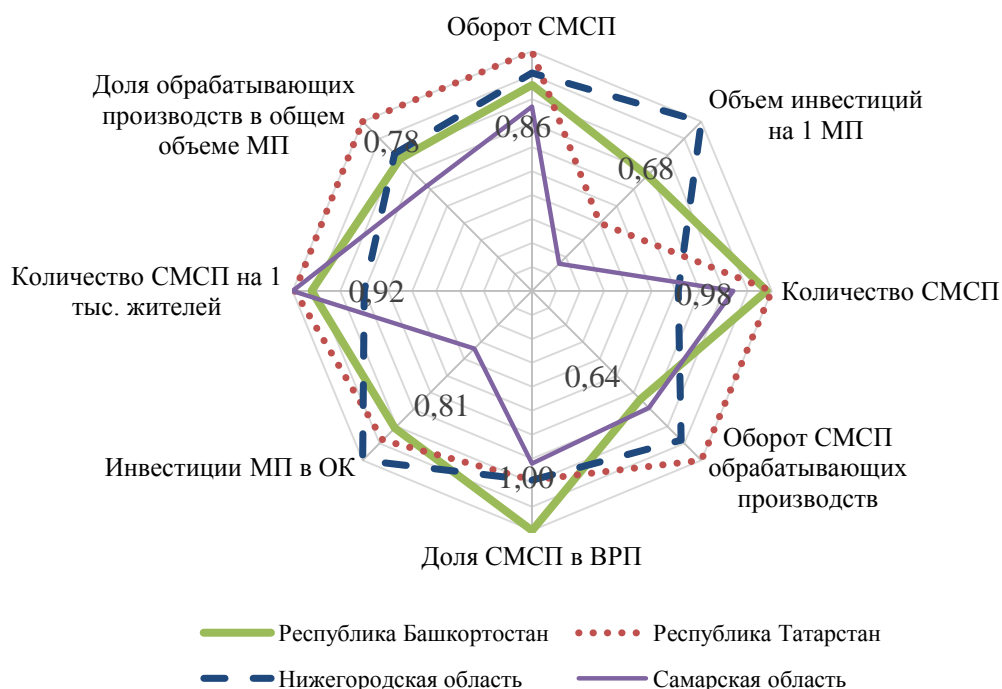 Оборот СМСП
Доля обрабатывающих
производств в общем
объеме МП
Объем инвестиций
на 1 МП
0,86
0,78
0,68
Количество СМСП на 1
тыс. жителей
0,92
0,98
Количество СМСП
0,64
0,81
Инвестиции МП в ОК
Оборот СМСП
обрабатывающих
производств
1,00
Доля СМСП в ВРП
Республика Башкортостан
Республика Татарстан
Нижегородская область
Самарская область